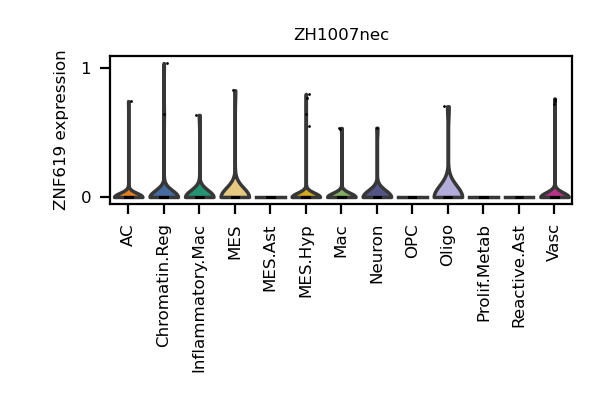 ZH1007nec
ZNF619 expression
1
0
AC
Chromatin.Reg
Inflammatory.Mac
MES
MES.Ast
MES.Hyp
Mac
Neuron
OPC
Oligo
Prolif.Metab
Reactive.Ast
Vasc